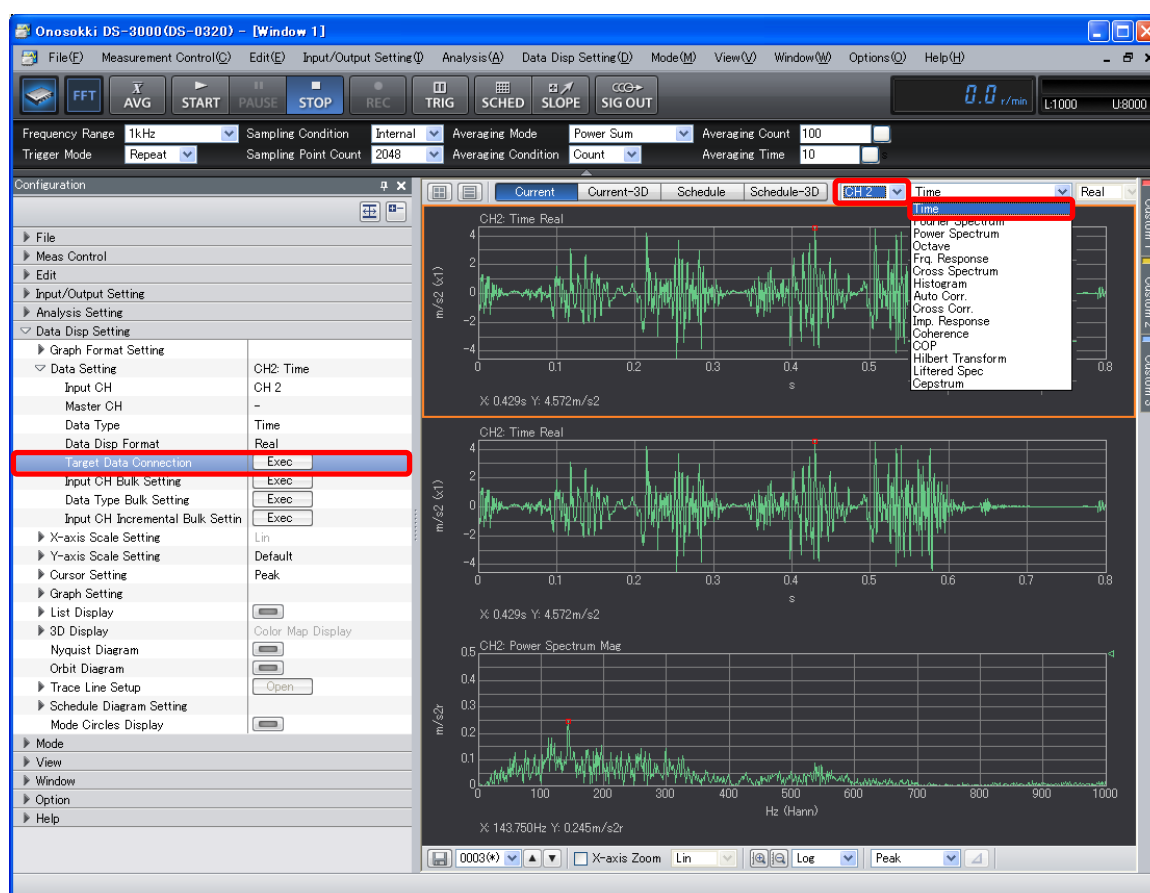 Onosokki DS-3000(DS-0320) - [Window 1]
File(F) Measurement Control(C) Edit(E) Input/Output Setting(I) Analysis(A) Data Disp Setting(D) Mode(M) View(V) Window(W) Options(O) Help(H)
FFT X AVG START PAUSE STOP REC TRIG SCHED SLOPE SIG OUT 0.0 r/min L:1000 U:8000
Frequency Range 1kHz Sampling Condition Internal Averaging Mode Power Sum Averaging Count 100
Trigger Mode Repeat Sampling Point Count 2048 Averaging Condition Count Averaging Time 10 s
Configuration
Current Current-3D Schedule Schedule-3D CH 2 Time Real
File
Meas Control
Edit
Input/Output Setting
Analysis Setting
Data Disp Setting
Graph Format Setting
Data Setting CH2: Time
Input CH CH 2
Master CH -
Data Type Time
Data Disp Format Real
Target Data Connection Exec
Input CH Bulk Setting Exec
Data Type Bulk Setting Exec
Input CH Incremental Bulk Settin Exec
X-axis Scale Setting Lin
Y-axis Scale Setting Default
Cursor Setting Peak
Graph Setting
List Display
3D Display Color Map Display
Nyquist Diagram
Orbit Diagram
Trace Line Setup Open
Schedule Diagram Setting
Mode Circles Display
Mode
View
Window
Option
Help
Time
Fourier Spectrum
Power Spectrum
Octave
Frq. Response
Cross Spectrum
Histogram
Auto Corr.
Cross Corr.
Imp. Response
Coherence
COP
Hilbert Transform
Liftered Spec
Cepstrum
Custom 1
Custom 2
Custom 3
CH2: Time Real
4
2
0
-2
-4
m/s2 (x1)
0 0.1 0.2 0.3 0.4 0.5 0.8
s
X: 0.429s Y: 4.572m/s2
CH2: Time Real
4
2
0
-2
-4
m/s2 (x1)
0 0.1 0.2 0.3 0.4 0.5 0.6 0.7 0.8
s
X: 0.429s Y: 4.572m/s2
CH2: Power Spectrum Mag
0.5
0.4
0.3
0.2
0.1
0
m/s2r
0 100 200 300 400 500 600 700 800 900 1000
Hz (Hann)
X: 143.750Hz Y: 0.245m/s2r
0003(*) X-axis Zoom Lin Log Peak